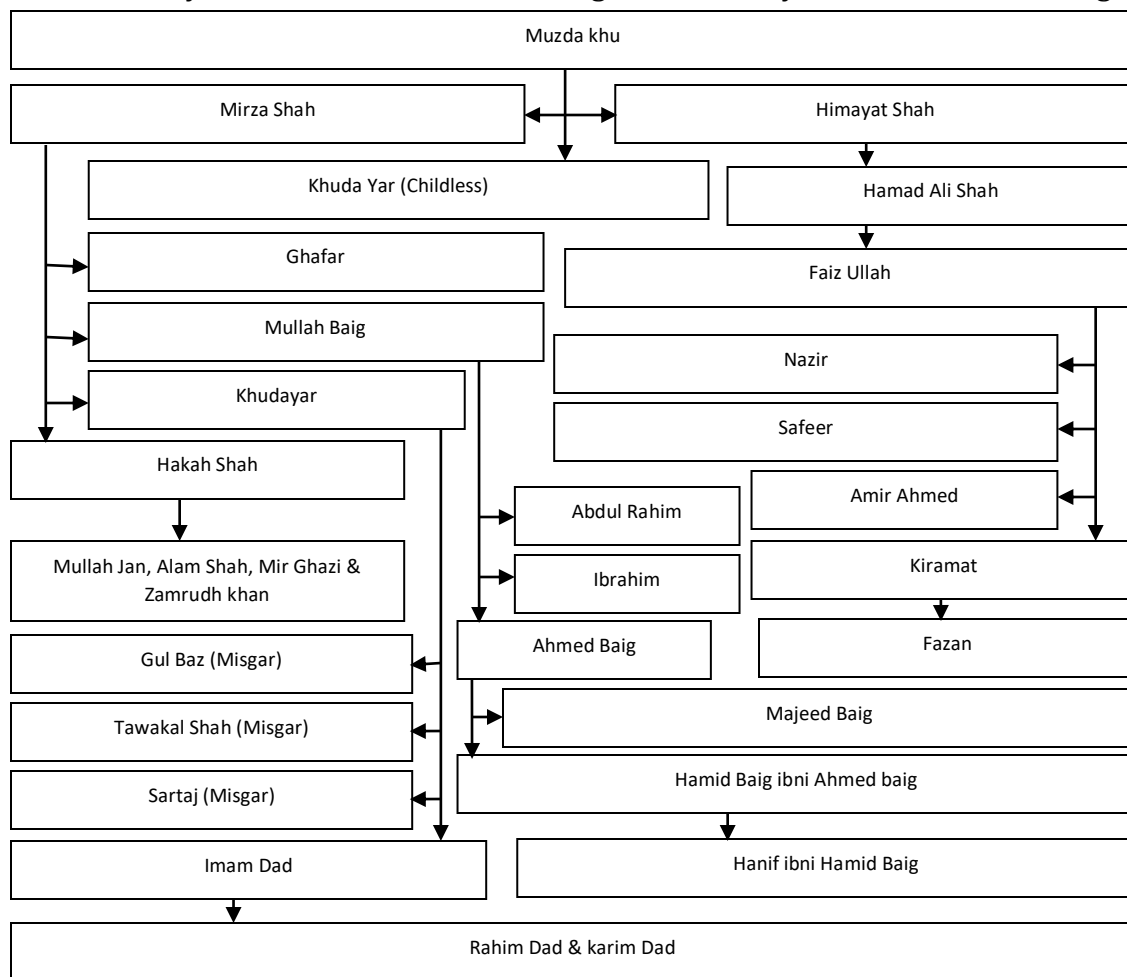 Muzda khu
Mirza Shah
Himayat Shah
Khuda Yar (Childless)
Hamad Ali Shah
Ghafar
Faiz Ullah
Mullah Baig
Nazir
Khudayar
Safeer
Hakah Shah
Amir Ahmed
Abdul Rahim
Mullah Jan, Alam Shah, Mir Ghazi &
Zamrudh khan
Kiramat
Ibrahim
Gul Baz (Misgar)
Ahmed Baig
Fazan
Tawakal Shah (Misgar)
Majeed Baig
Sartaj (Misgar)
Hamid Baig ibni Ahmed baig
Imam Dad
Hanif ibni Hamid Baig
Rahim Dad & karim Dad